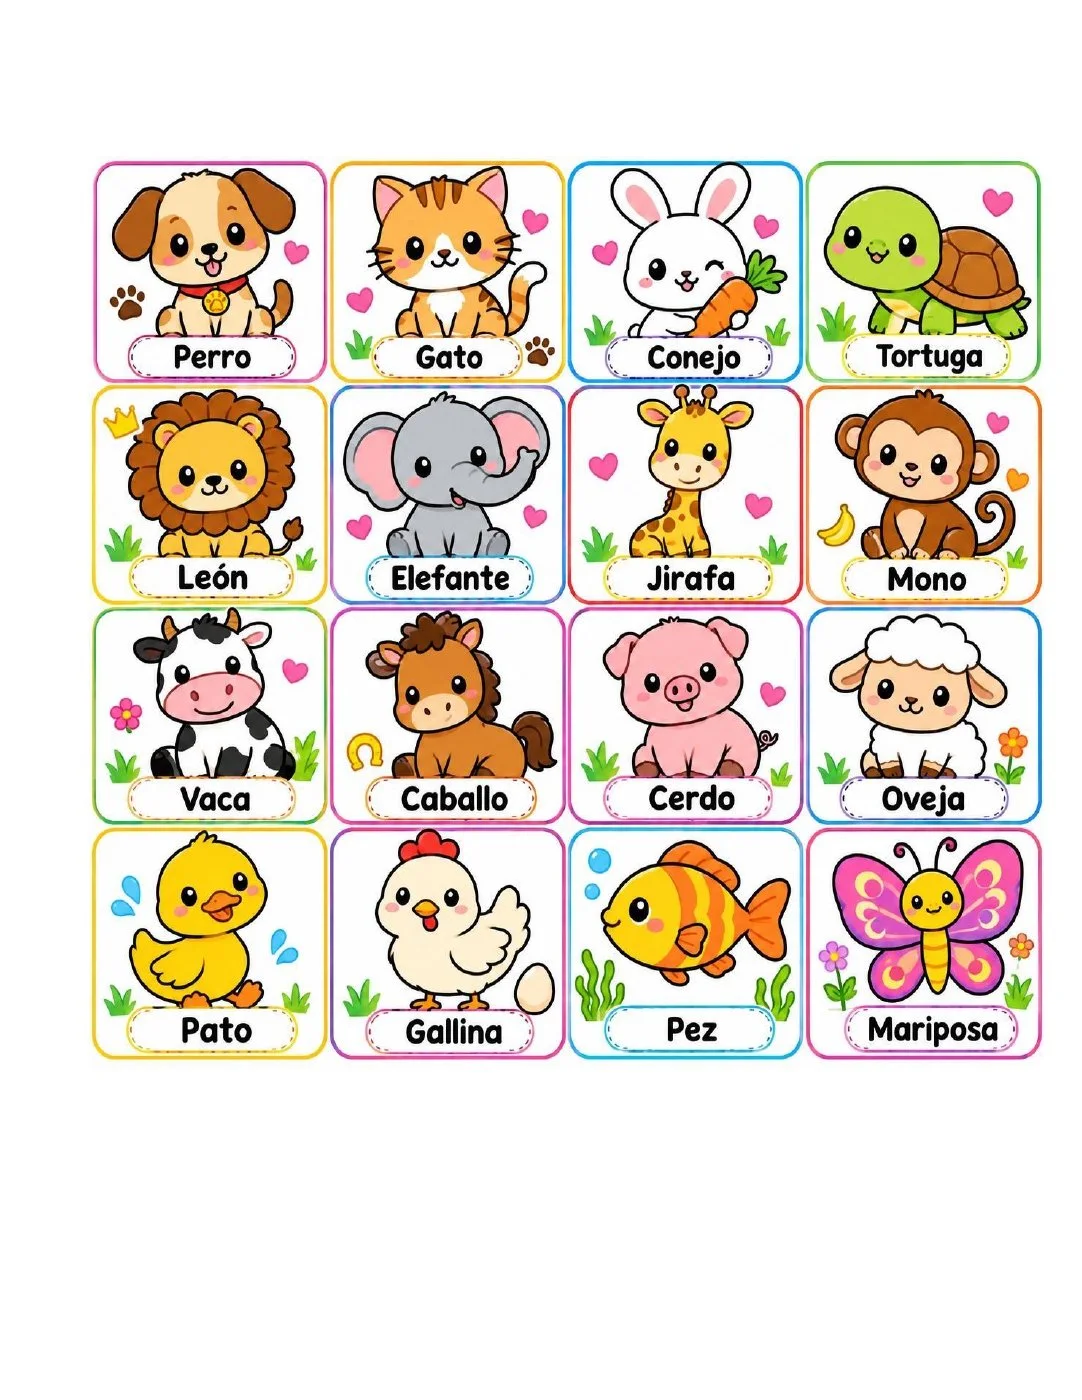 Perro
Gato
Conejo
Tortuga
León
Elefante
Jirafa
Mono
Vaca
Caballo
Cerdo
Oveja
Pato
Gallina
Pez
Mariposa